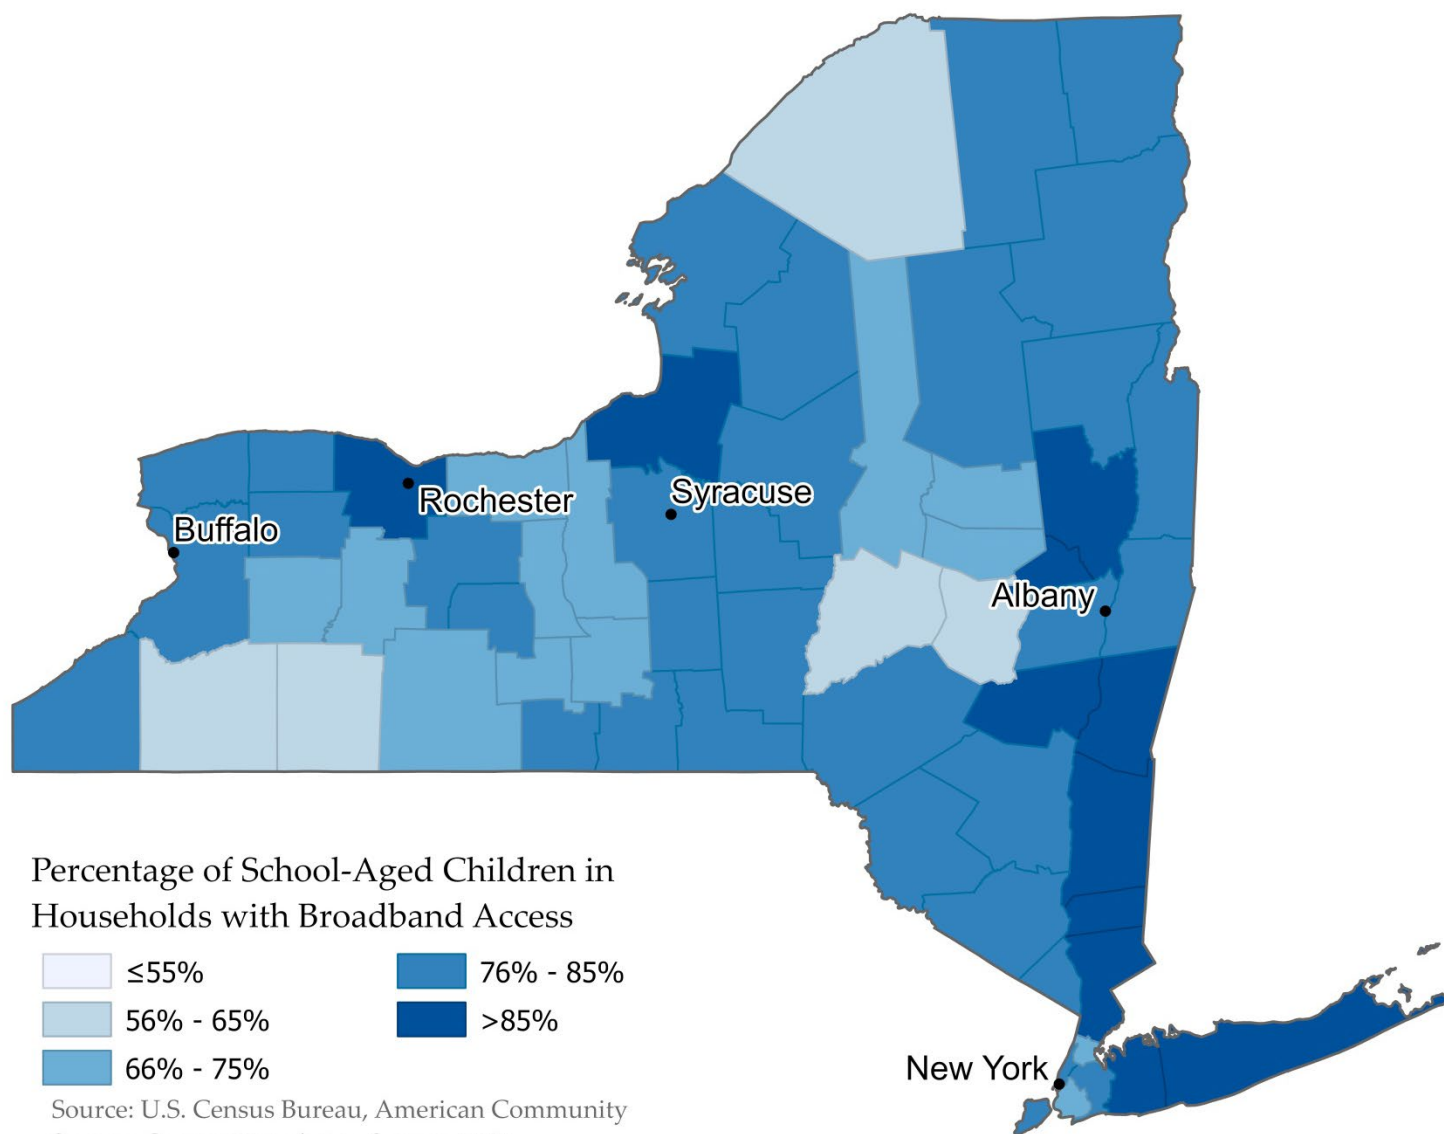 Rochester
Syracuse
Buffalo
Albany
Percentage of School-Aged Children in
Households with Broadband Access
≤55%
76% - 85%
56% - 65%
>85%
66% - 75%
New York
Source: U.S. Census Bureau, American Community